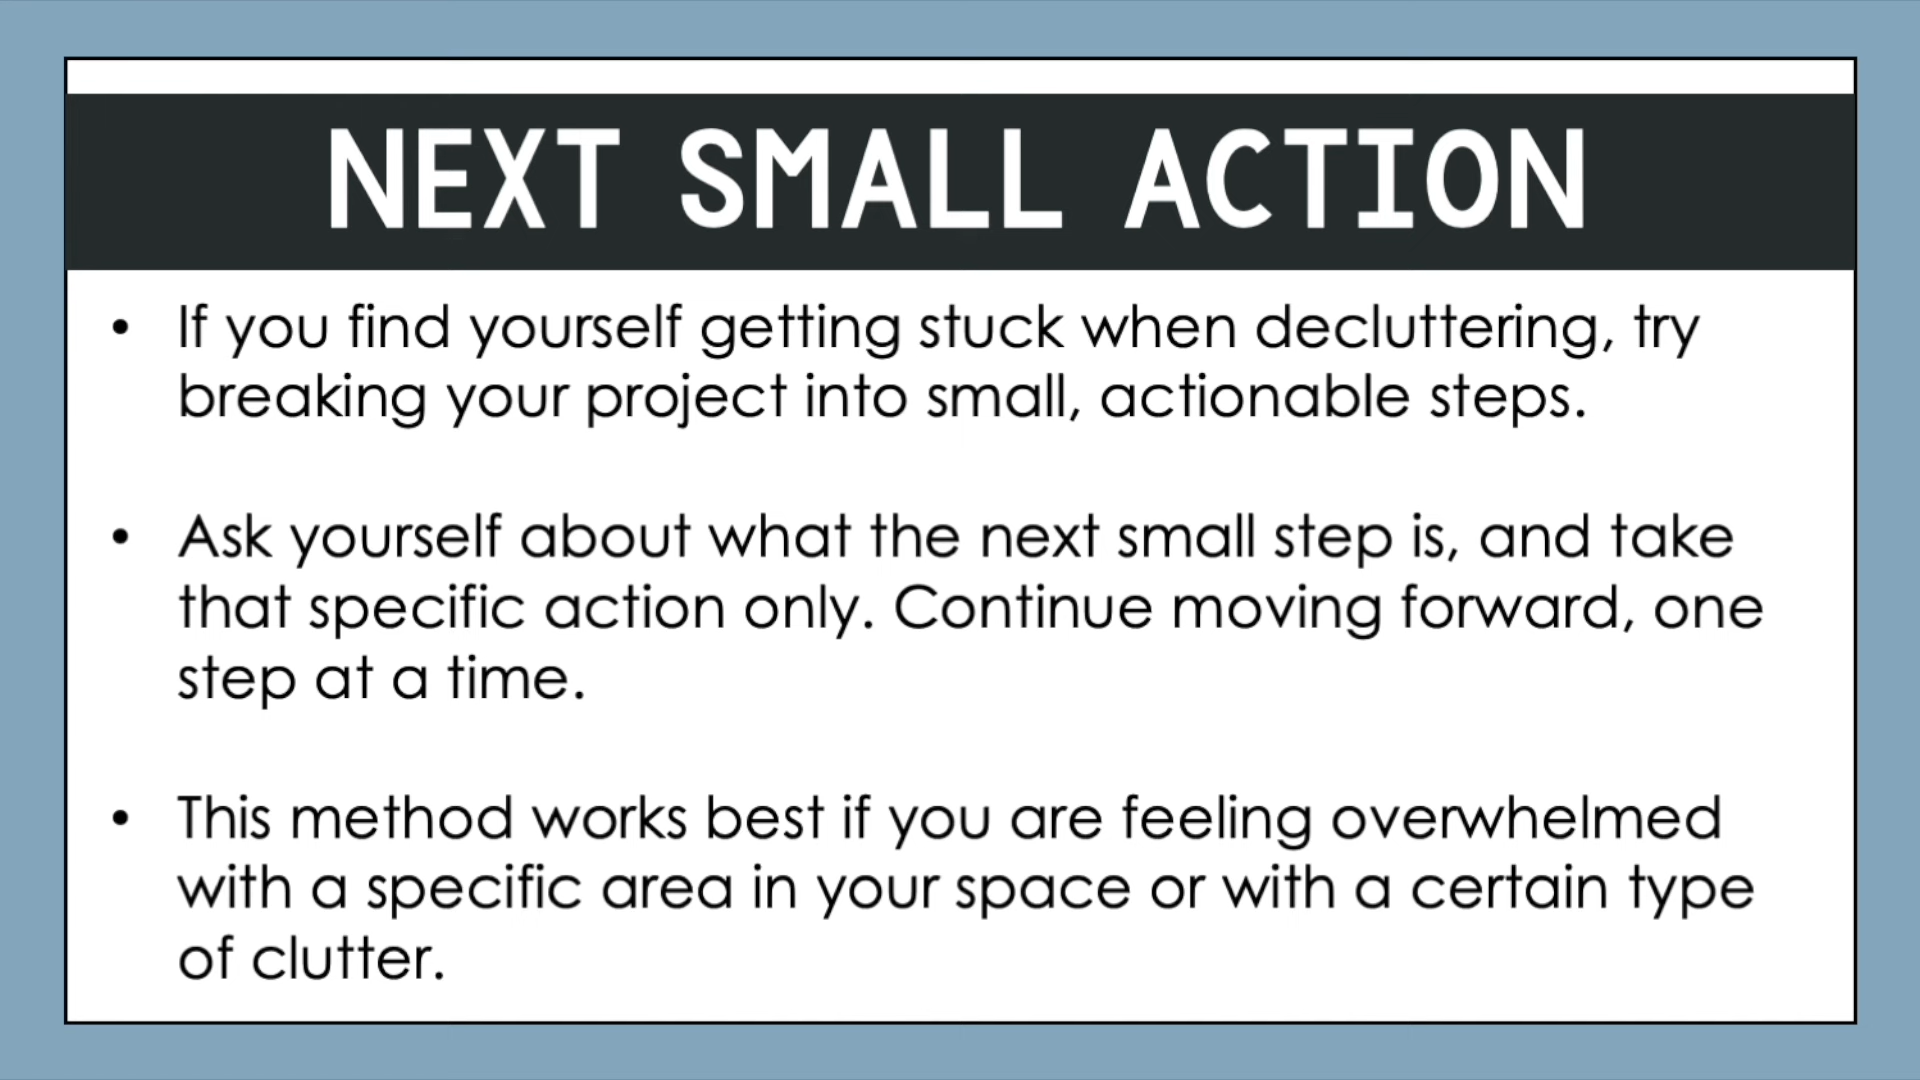 NEXT SMALL ACTION
• If you find yourself getting stuck when decluttering, try
breaking your project into small, actionable steps.
• Ask yourself about what the next small step is, and take
that specific action only. Continue moving forward, one
step at a time.
• This method works best if you are feeling overwhelmed
with a specific area in your space or with a certain type
of clutter.